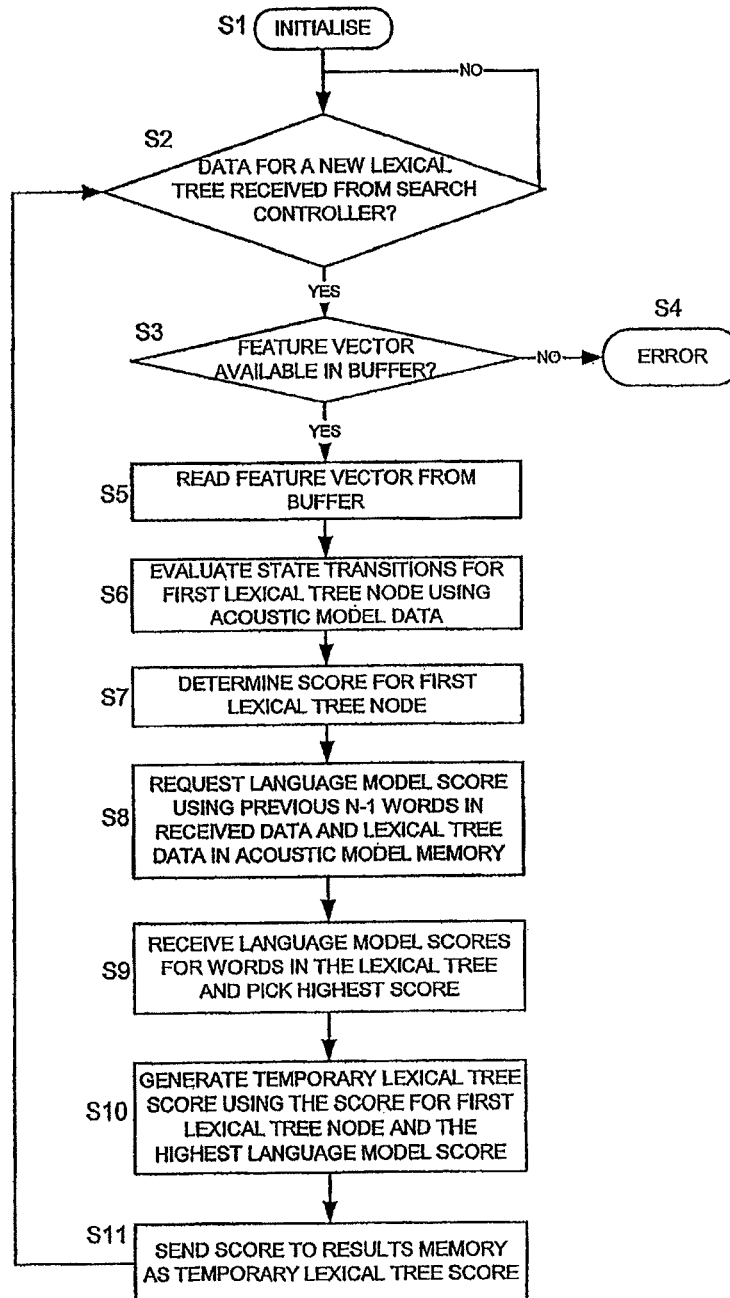 S1
INITIALISE
NO
S2
DATA FOR A NEW LEXICAL
TREE RECEIVED FROM SEARCH
CONTROLLER?
YES
S3
FEATURE VECTOR
AVAILABLE IN BUFFER?
NO
S4
ERROR
YES
S5
READ FEATURE VECTOR FROM
BUFFER
S6
EVALUATE STATE TRANSITIONS FOR
FIRST LEXICAL TREE NODE USING
ACOUSTIC MODEL DATA
S7
DETERMINE SCORE FOR FIRST
LEXICAL TREE NODE
S8
REQUEST LANGUAGE MODEL SCORE
USING PREVIOUS N-1 WORDS IN
RECEIVED DATA AND LEXICAL TREE
DATA IN ACOUSTIC MODEL MEMORY
S9
RECEIVE LANGUAGE MODEL SCORES
FOR WORDS IN THE LEXICAL TREE
AND PICK HIGHEST SCORE
S10
GENERATE TEMPORARY LEXICAL TREE
SCORE USING THE SCORE FOR FIRST
LEXICAL TREE NODE AND THE
HIGHEST LANGUAGE MODEL SCORE
S11
SEND SCORE TO RESULTS MEMORY
AS TEMPORARY LEXICAL TREE SCORE